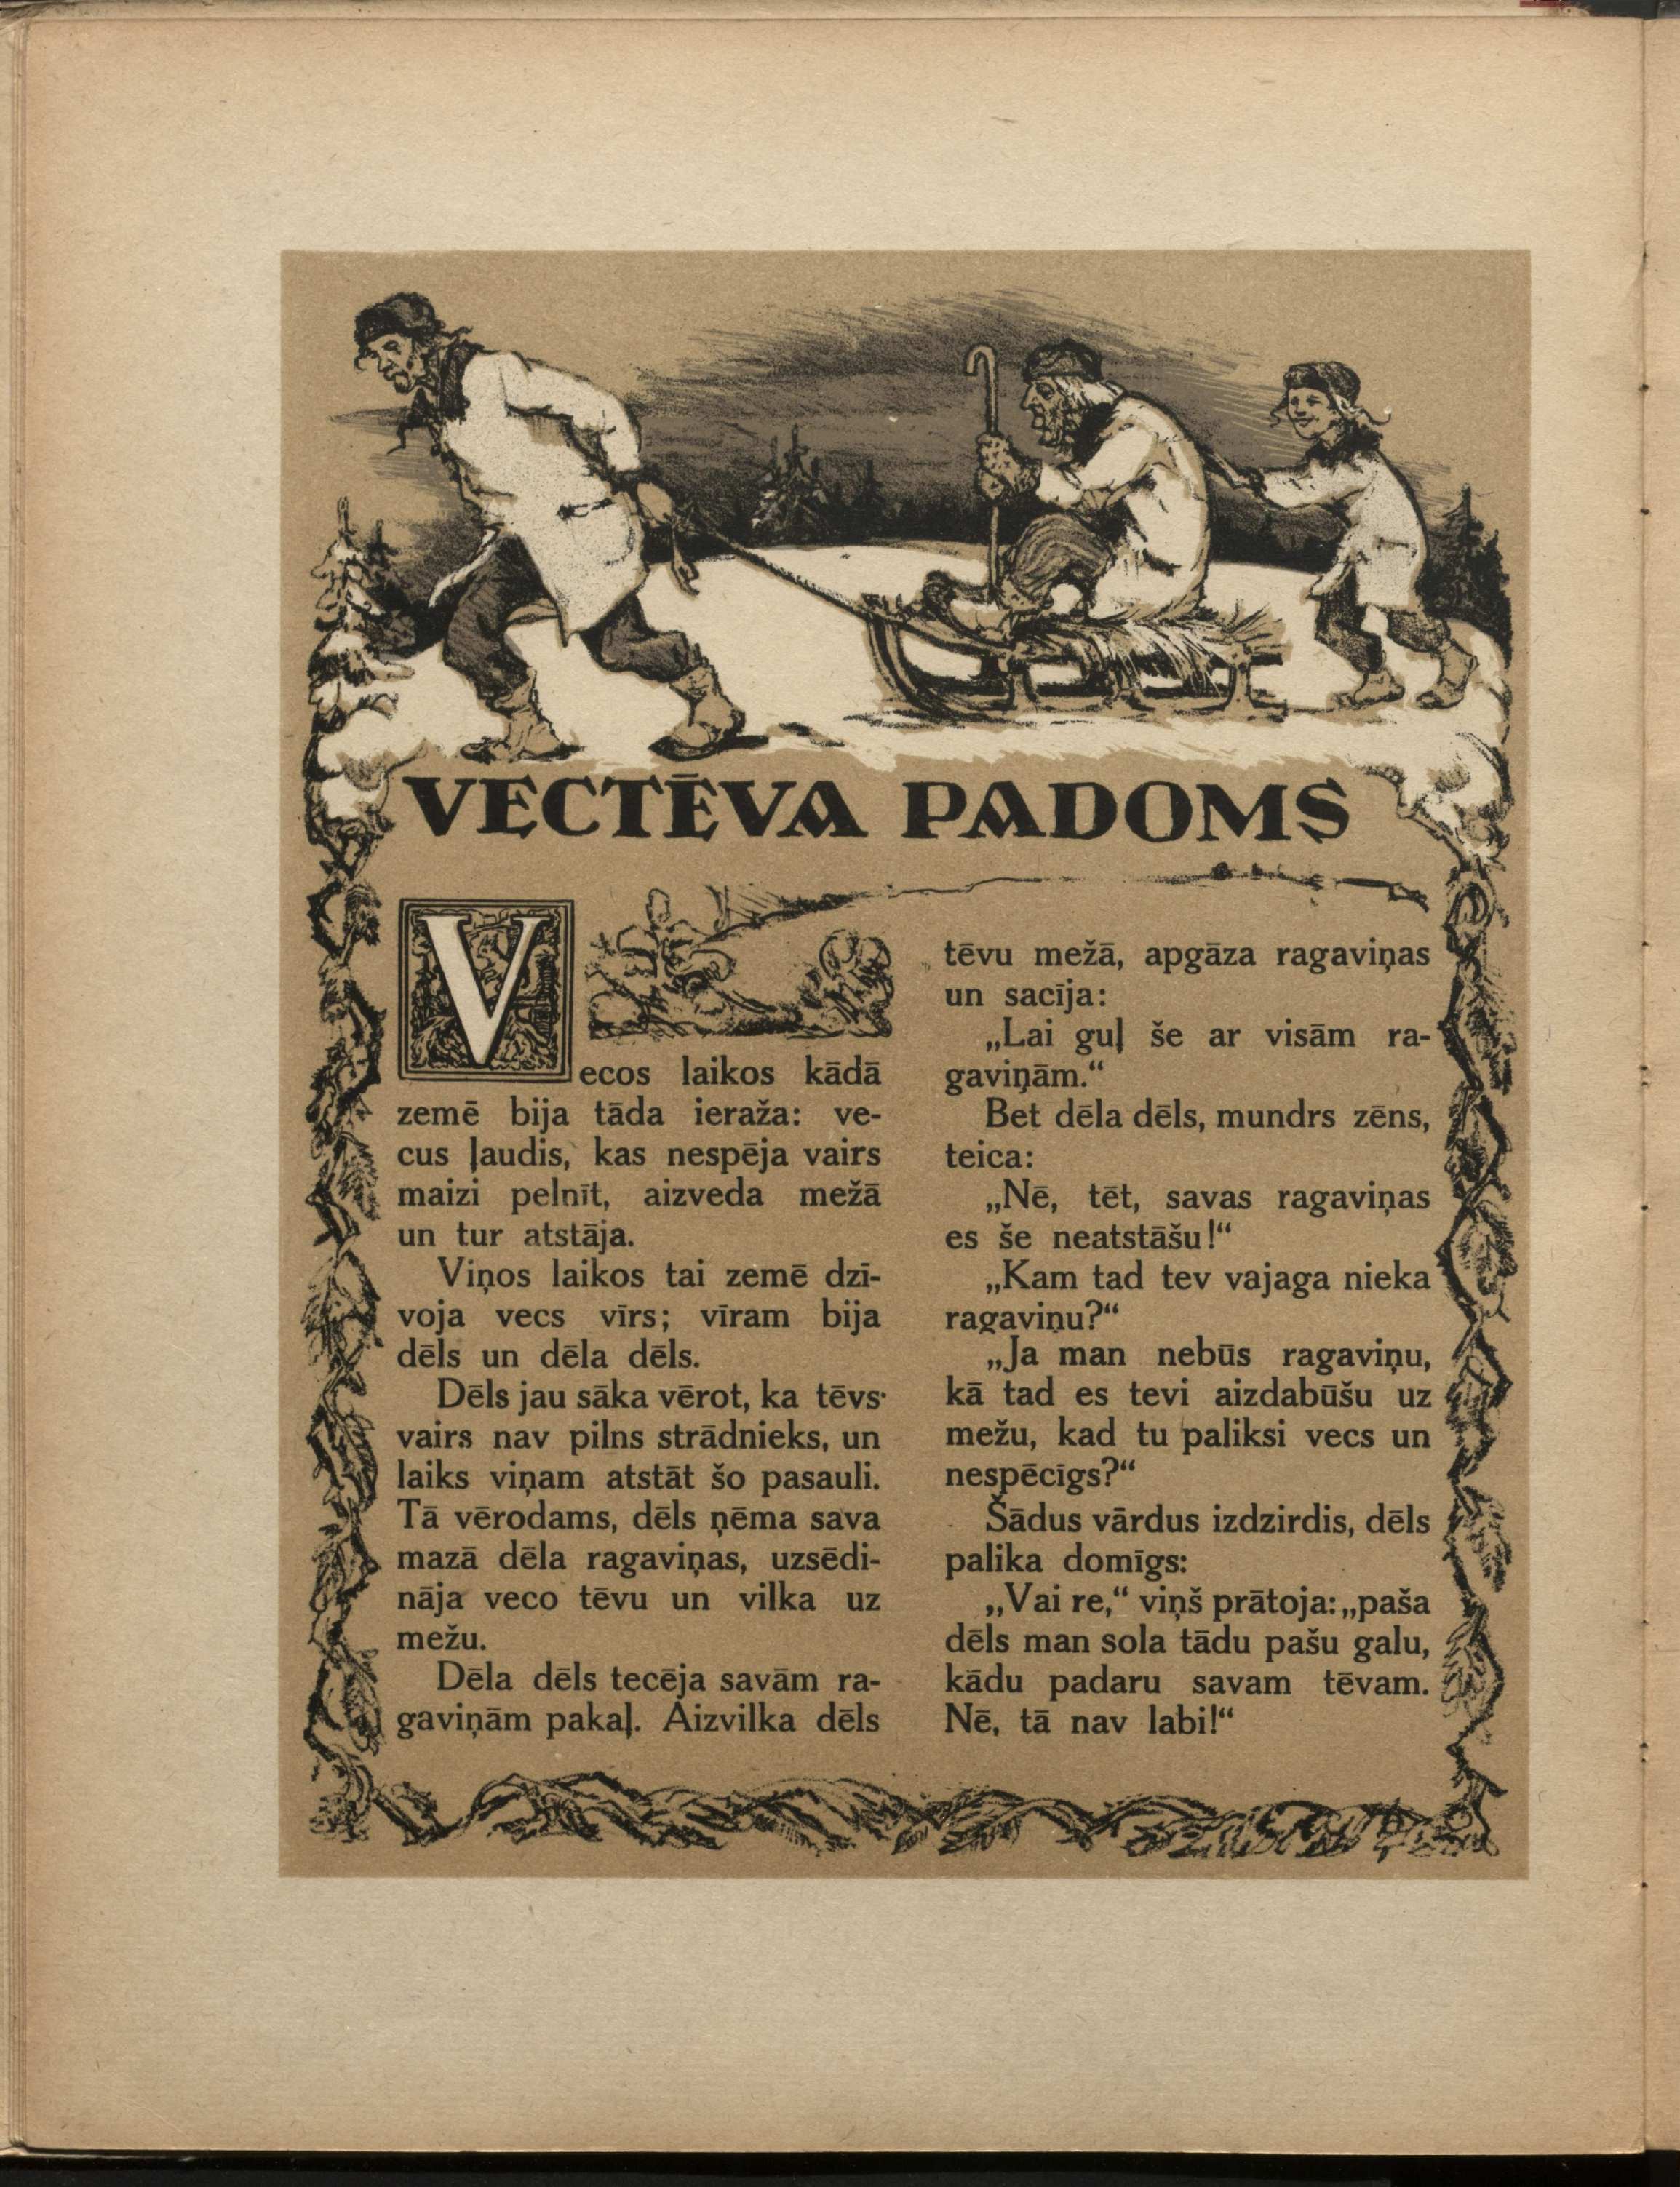 VECTĒVA PADOMS
Vecos laikos kādā
zemē bija tāda ieraža: ve-
cus ļaudis, kas nespēja vairs
maizi pelnīt, aizveda mežā
un tur atstāja.
Viņos laikos tai zemē dzī-
voja vecs vīrs; vīram bija
dēls un dēla dēls.
Dēls jau sāka vērot, ka tēvs
vairs nav pilns strādnieks, un
laiks viņam atstāt šo pasauli.
Tā vērodams, dēls ņēma sava
mazā dēla ragaviņas, uzsēdi-
nāja veco tēvu un vilka uz
mežu.
Dēla dēls tecēja savām ra-
gaviņām pakaļ. Aizvilka dēls
tēvu mežā, apgāza ragaviņas
un sacīja:
„Lai guļ še ar visām ra-
gaviņām.“
Bet dēla dēls, mundrs zēns,
teica:
„Nē, tēt, savas ragaviņas
es še neatstāšu!“
„Kam tad tev vajaga nieka
ragaviņu?“
„Ja man nebūs ragaviņu,
kā tad es tevi aizdabūšu uz
mežu, kad tu paliksi vecs un
nespēcīgs?“
Šādus vārdus izdzirdis, dēls
palika domīgs:
„Vai re,“ viņš prātoja: „paša
dēls man sola tādu pašu galu,
kādu padaru savam tēvam.
Nē, tā nav labi!“